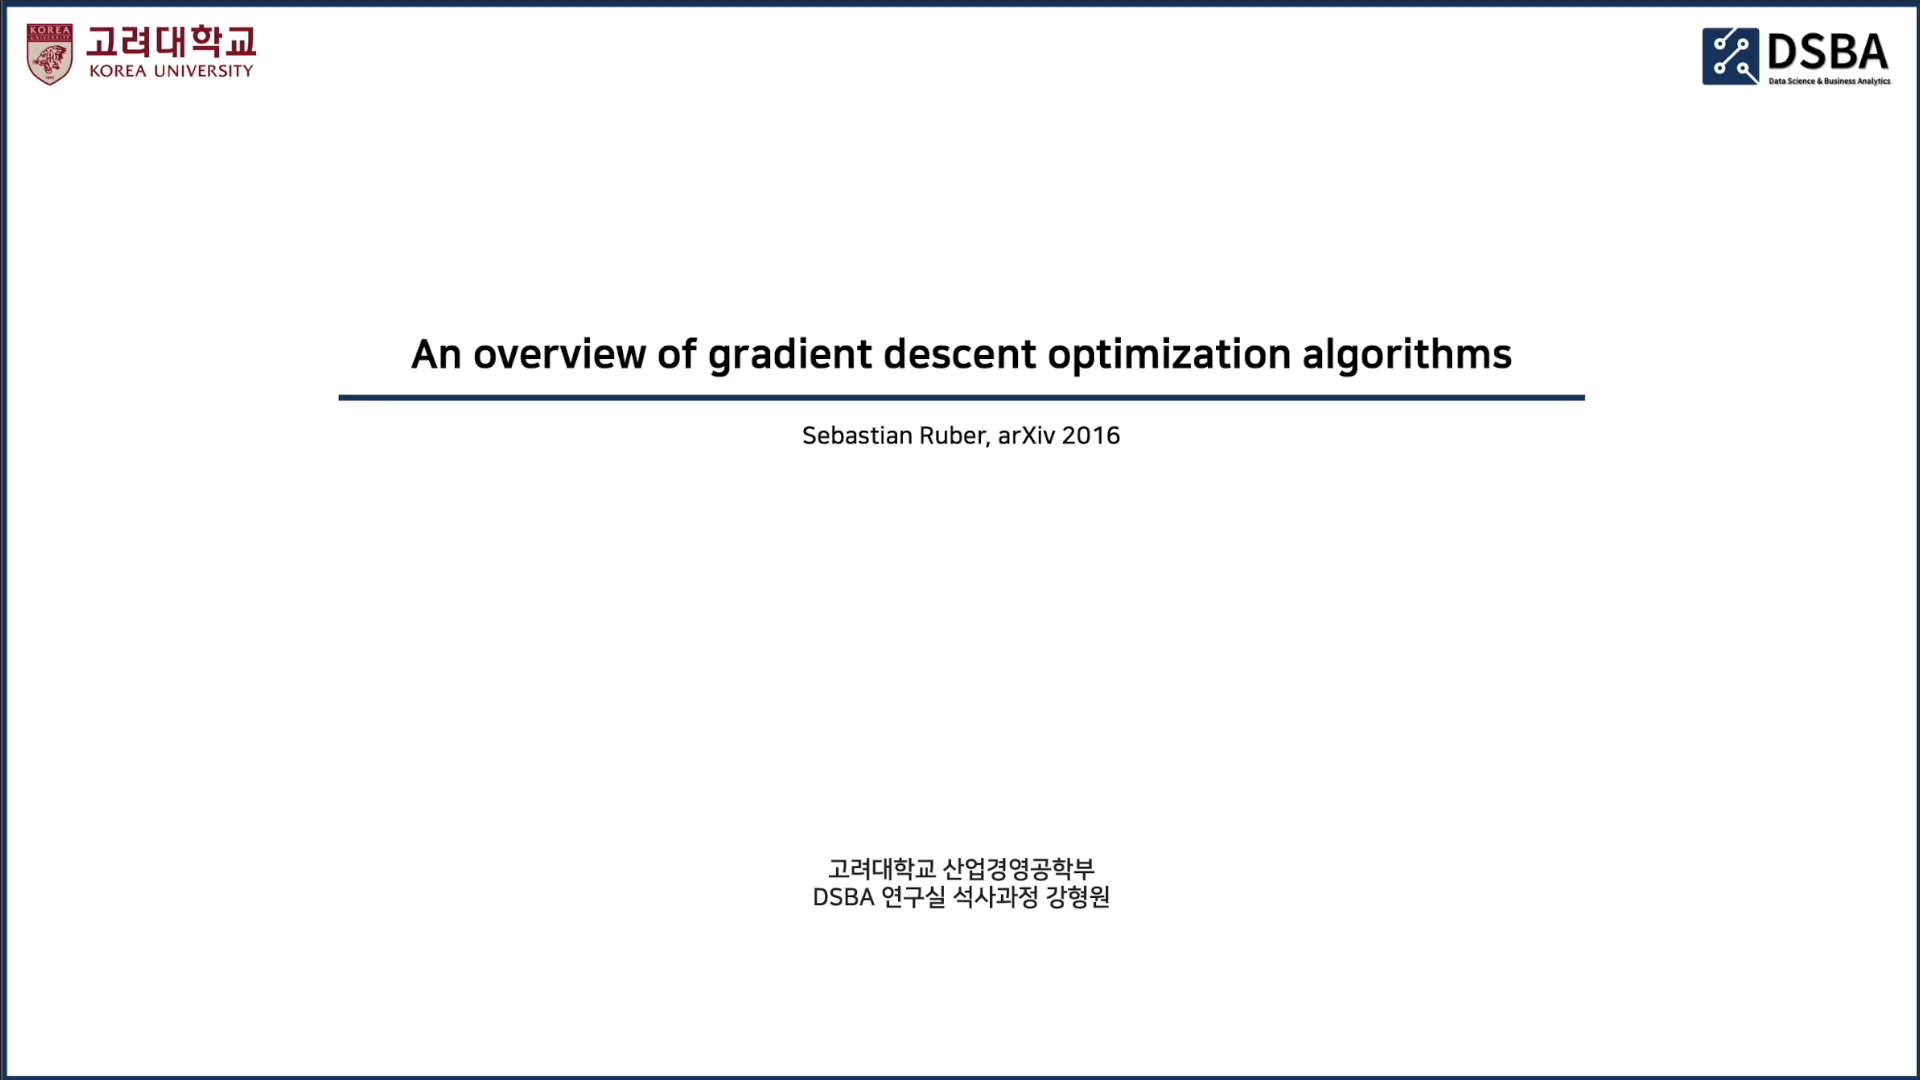 KOREA
UNIVERSITY
고려대학교
KOREA UNIVERSITY
DSBA
Data Science & Business Analytics
An overview of gradient descent optimization algorithms
Sebastian Ruber, arXiv 2016
고려대학교 산업경영공학부
DSBA 연구실 석사과정 강형원